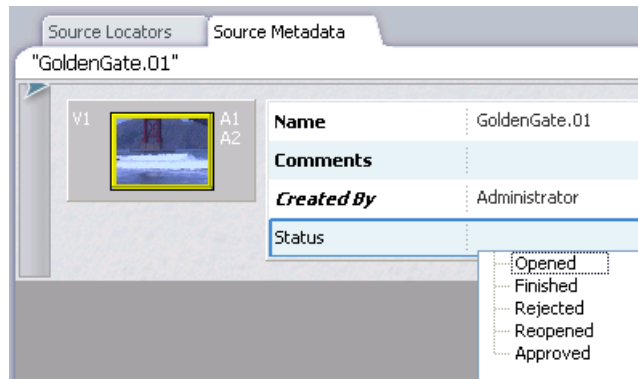 Source Locators Source Metadata
"GoldenGate.01"
V1 A1
A2
Name GoldenGate.01
Comments
Created By Administrator
Status
Opened
Finished
Rejected
Reopened
Approved